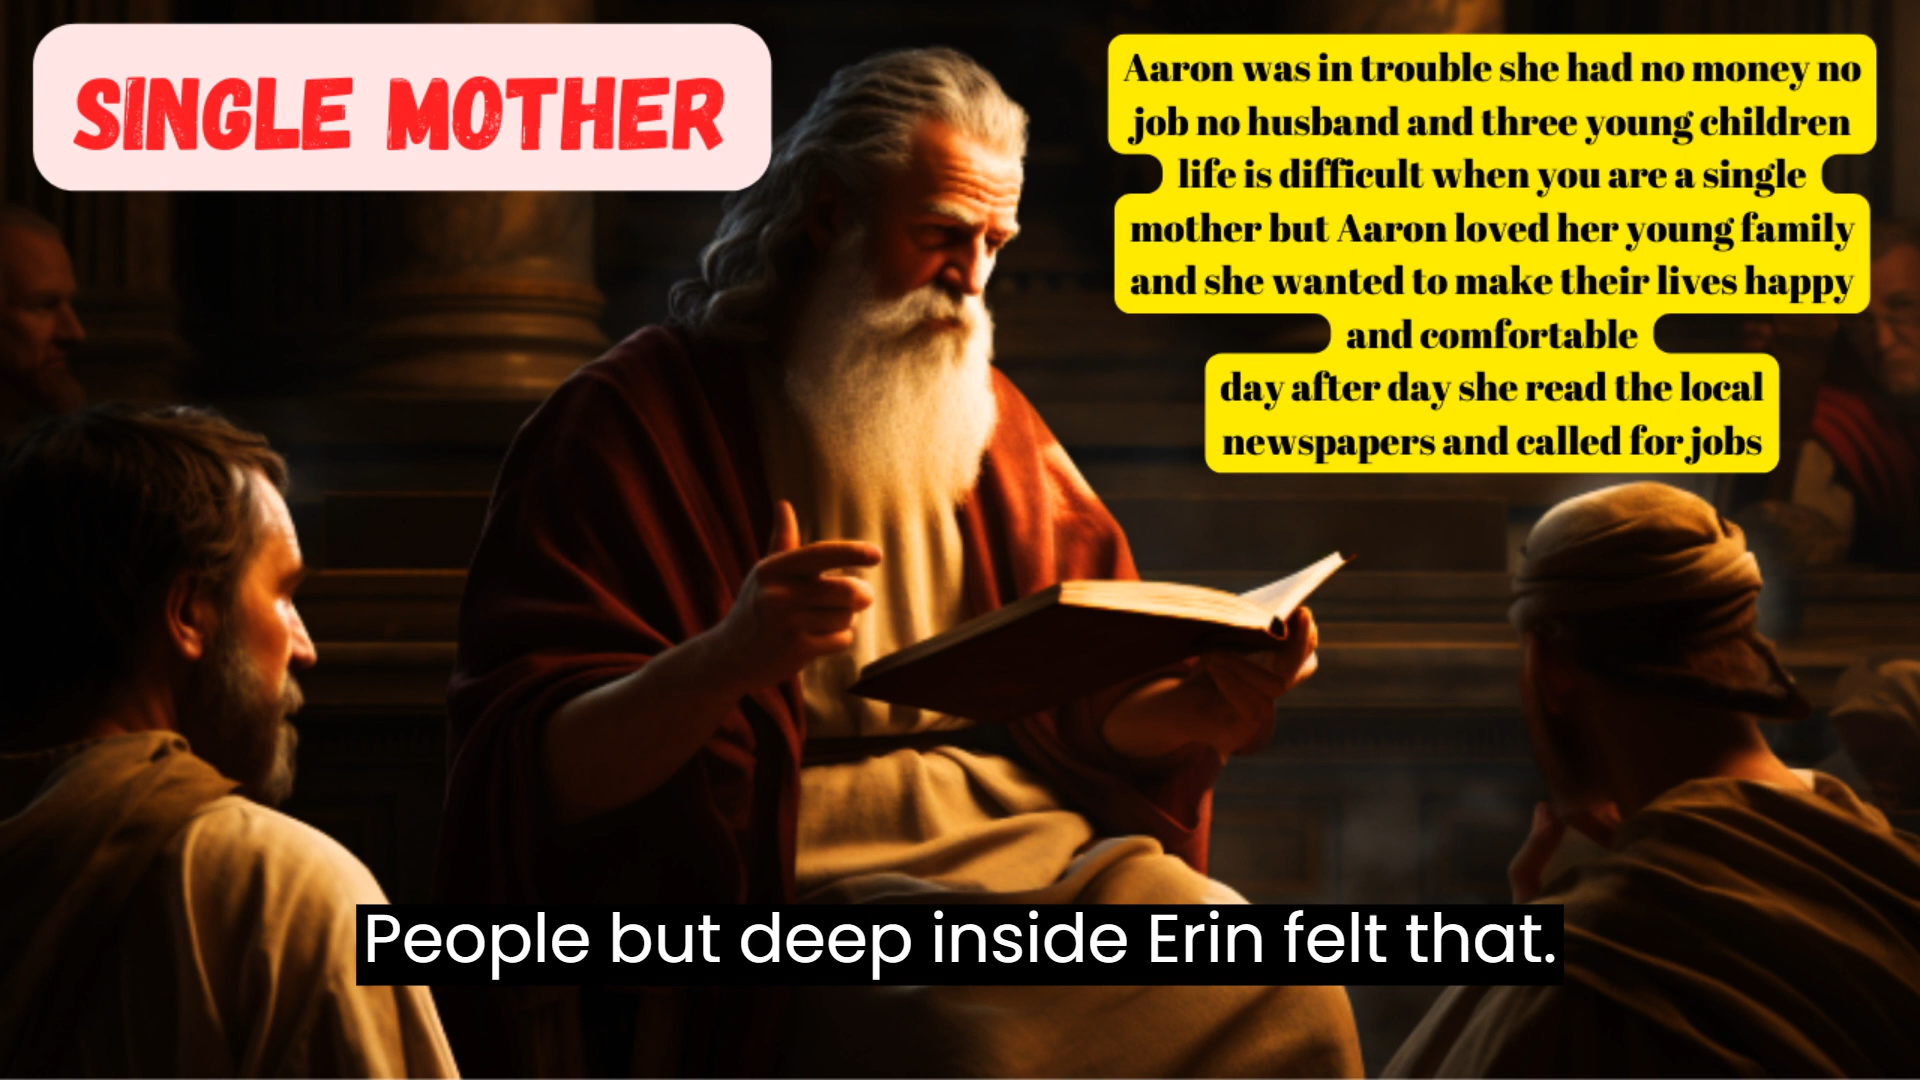 SINGLE MOTHER
Aaron was in trouble she had no money no
job no husband and three young children
life is difficult when you are a single
mother but Aaron loved her young family
and she wanted to make their lives happy
and comfortable
day after day she read the local
newspapers and called for jobs
People but deep inside Erin felt that.